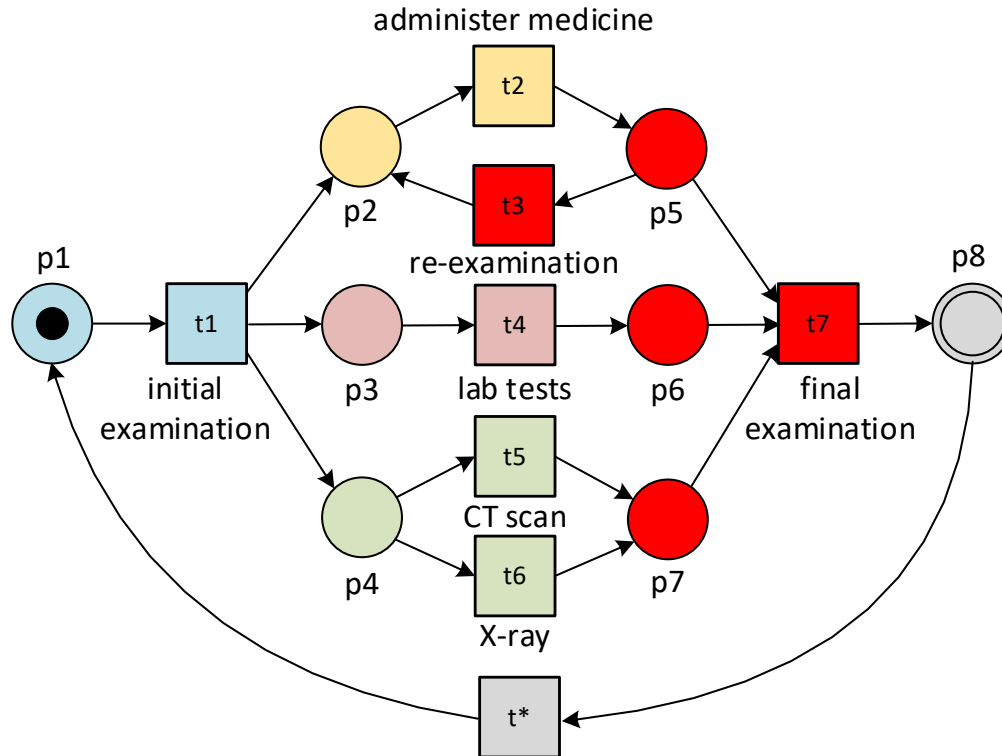 administer medicine
t2
p2
t3
p5
re-examination
p1
p8
t1
t4
t7
initial
examination
p3
lab tests
p6
final
examination
t5
CT scan
p4
t6
p7
X-ray
t*